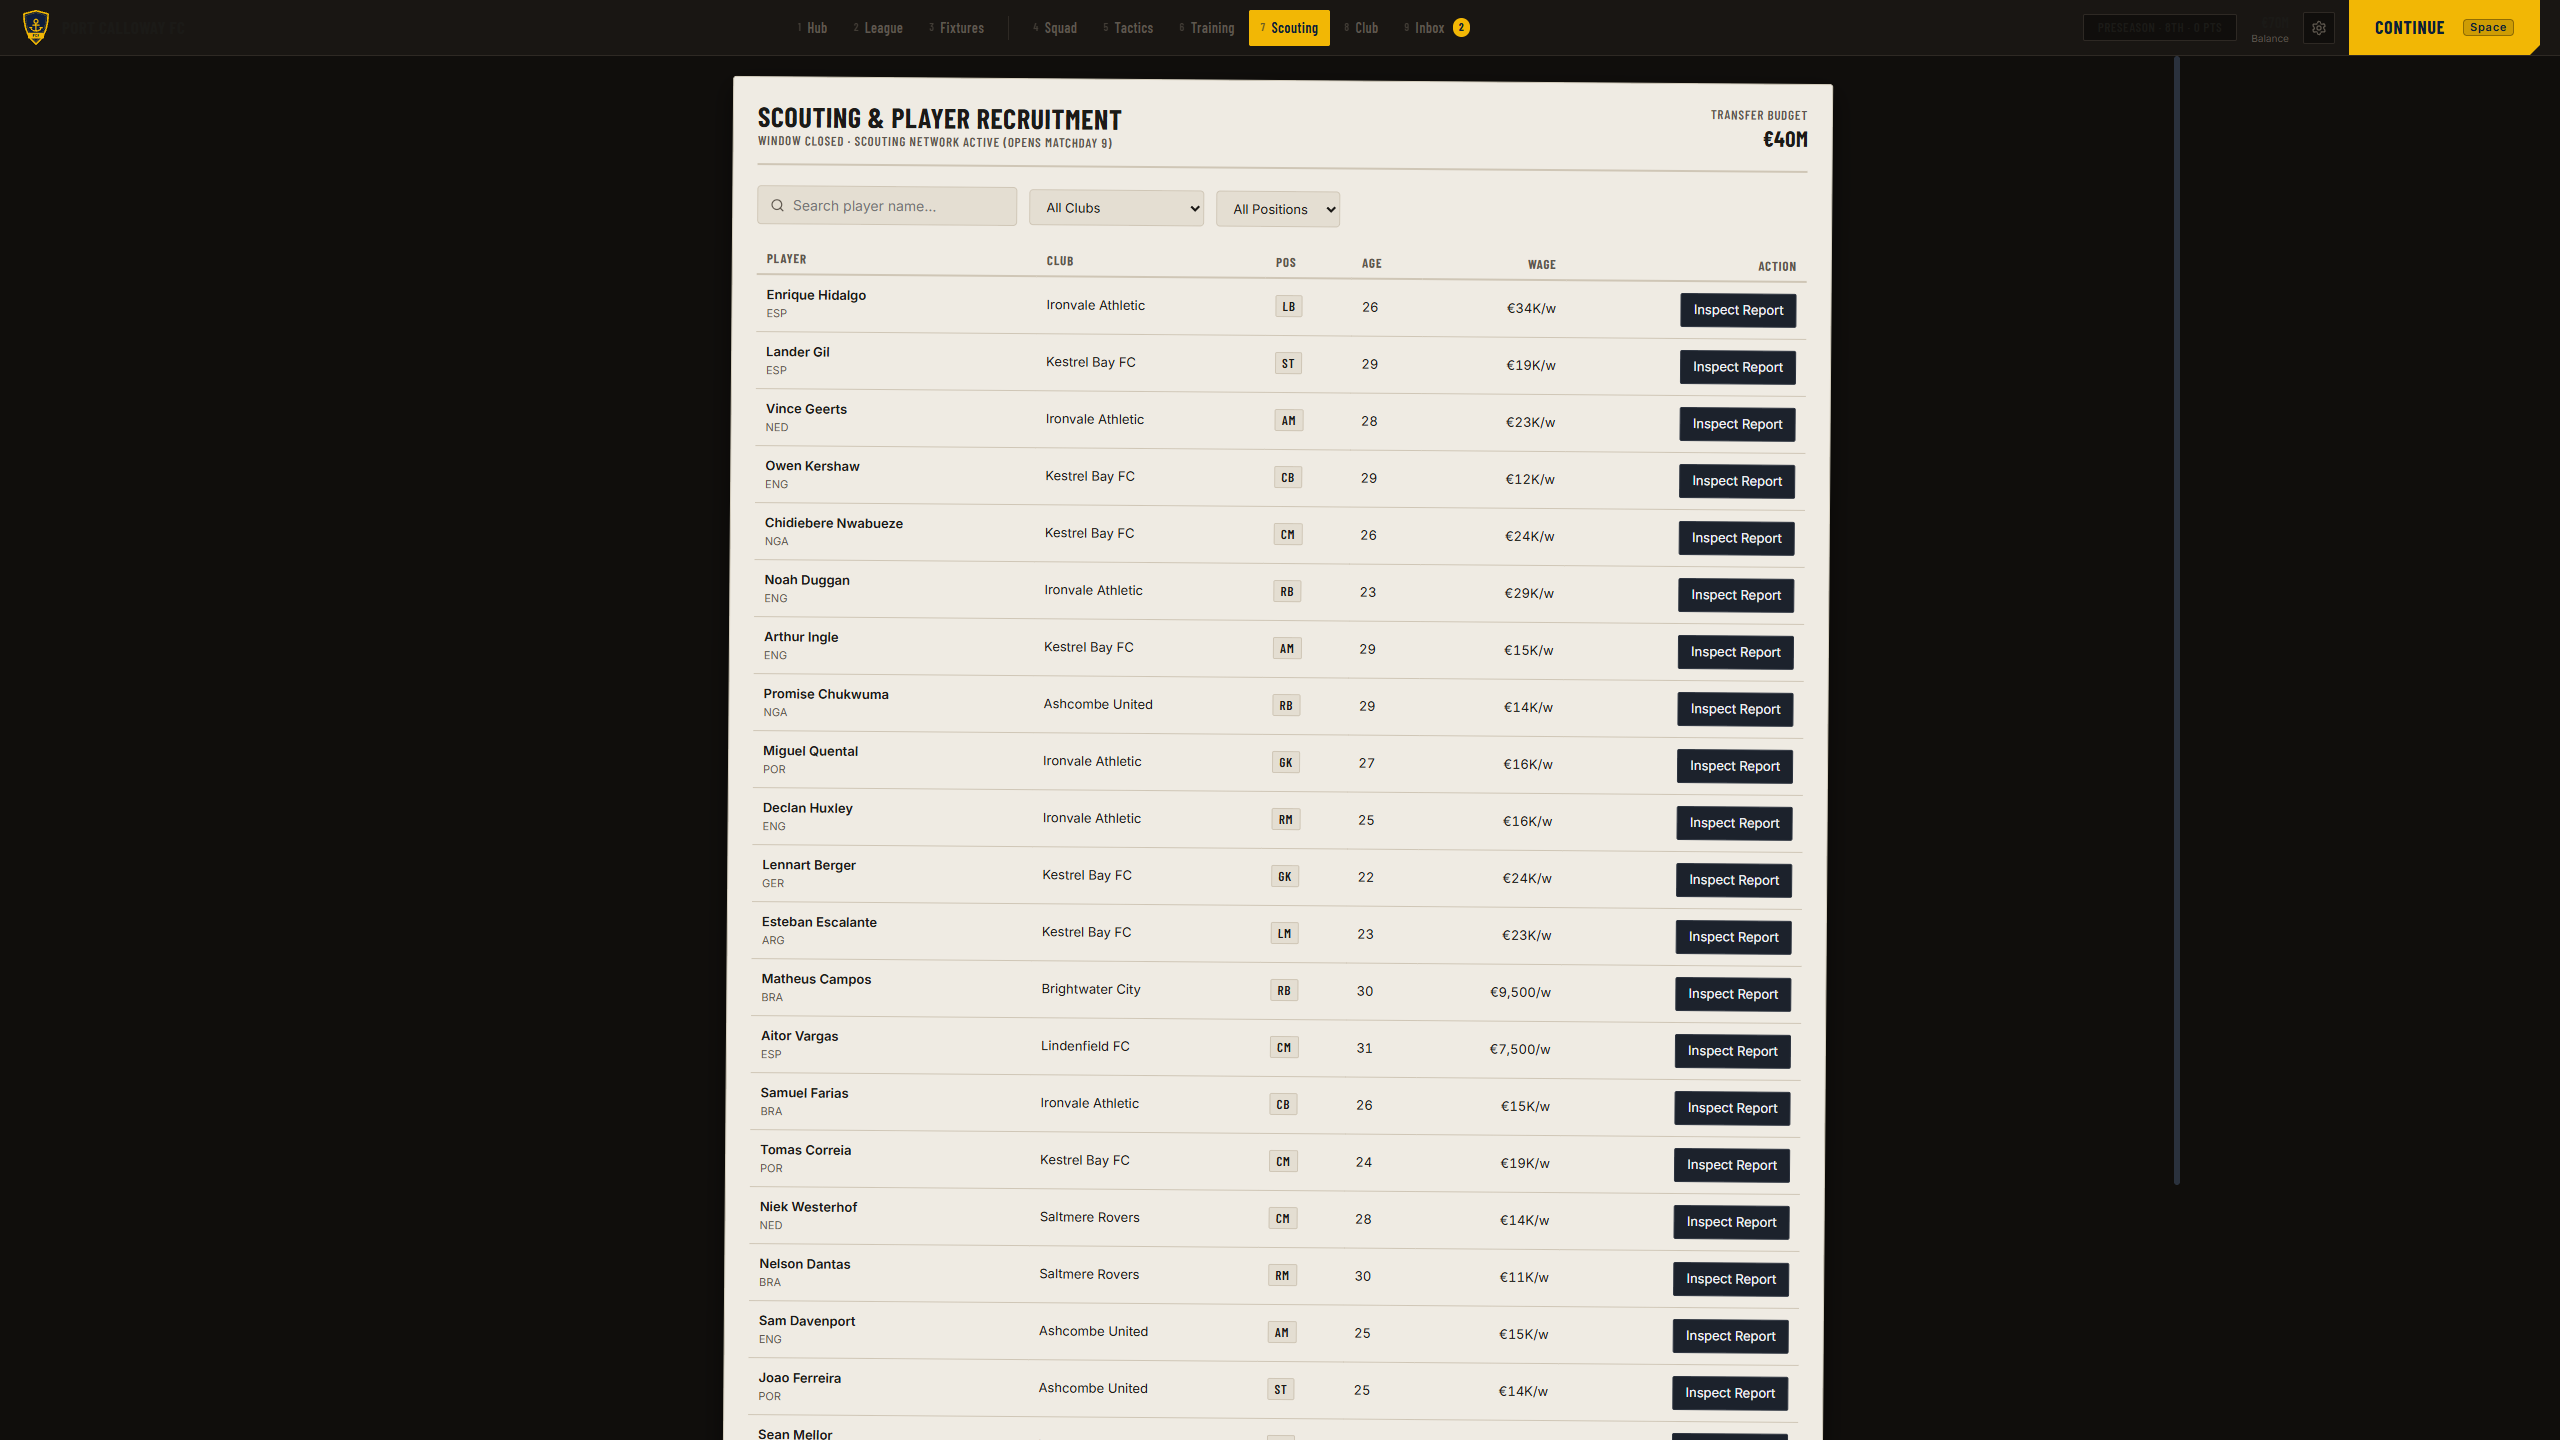 PORT CALLOWAY FC
1 Hub 2 League 3 Fixtures 4 Squad 5 Tactics 6 Training 7 Scouting 8 Club 9 Inbox 2
PRESEASON · 8TH · 0 PTS
Balance
CONTINUE Space
SCOUTING & PLAYER RECRUITMENT
WINDOW CLOSED · SCOUTING NETWORK ACTIVE (OPENS MATCHDAY 9)
TRANSFER BUDGET
€40M
Search player name...
All Clubs
All Positions
PLAYER CLUB POS AGE WAGE ACTION
Enrique Hidalgo
ESP
Ironvale Athletic LB 26 €34K/w Inspect Report
Lander Gil
ESP
Kestrel Bay FC ST 29 €19K/w Inspect Report
Vince Geerts
NED
Ironvale Athletic AM 28 €23K/w Inspect Report
Owen Kershaw
ENG
Kestrel Bay FC CB 29 €12K/w Inspect Report
Chidiebere Nwabueze
NGA
Kestrel Bay FC CM 26 €24K/w Inspect Report
Noah Duggan
ENG
Ironvale Athletic RB 23 €29K/w Inspect Report
Arthur Ingle
ENG
Kestrel Bay FC AM 29 €15K/w Inspect Report
Promise Chukwuma
NGA
Ashcombe United RB 29 €14K/w Inspect Report
Miguel Quental
POR
Ironvale Athletic GK 27 €16K/w Inspect Report
Declan Huxley
ENG
Ironvale Athletic RM 25 €16K/w Inspect Report
Lennart Berger
GER
Kestrel Bay FC GK 22 €24K/w Inspect Report
Esteban Escalante
ARG
Kestrel Bay FC LM 23 €23K/w Inspect Report
Matheus Campos
BRA
Brightwater City RB 30 €9,500/w Inspect Report
Aitor Vargas
ESP
Lindenfield FC CM 31 €7,500/w Inspect Report
Samuel Farias
BRA
Ironvale Athletic CB 26 €15K/w Inspect Report
Tomas Correia
POR
Kestrel Bay FC CM 24 €19K/w Inspect Report
Niek Westerhof
NED
Saltmere Rovers CM 28 €14K/w Inspect Report
Nelson Dantas
BRA
Saltmere Rovers RM 30 €11K/w Inspect Report
Sam Davenport
ENG
Ashcombe United AM 25 €15K/w Inspect Report
Joao Ferreira
POR
Ashcombe United ST 25 €14K/w Inspect Report
Sean Mellor